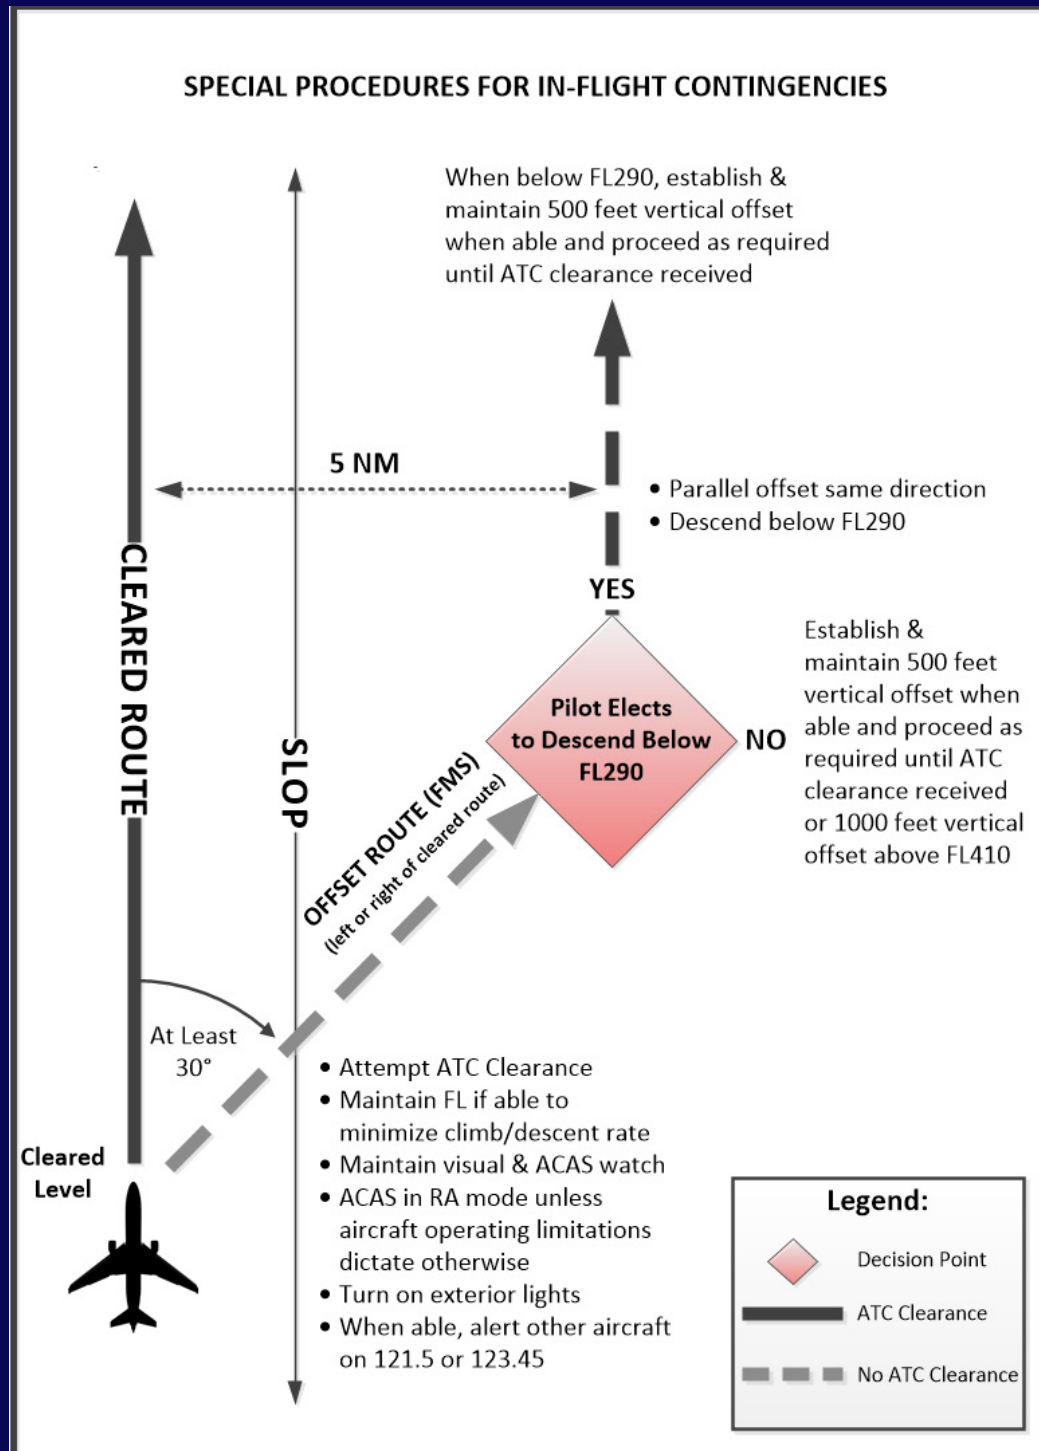 SPECIAL PROCEDURES FOR IN-FLIGHT CONTINGENCIES
When below FL290, establish &
maintain 500 feet vertical offset
when able and proceed as required
until ATC clearance received
5 NM
• Parallel offset same direction
• Descend below FL290
YES
CLEARED ROUTE
SLOP
Pilot Elects
to Descend Below
FL290
NO
Establish &
maintain 500 feet
vertical offset when
able and proceed as
required until ATC
clearance received
or 1000 feet vertical
offset above FL410
OFFSET ROUTE (FMS)
(left or right of cleared route)
At Least
30°
• Attempt ATC Clearance
• Maintain FL if able to
minimize climb/descent rate
• Maintain visual & ACAS watch
• ACAS in RA mode unless
aircraft operating limitations
dictate otherwise
• Turn on exterior lights
• When able, alert other aircraft
on 121.5 or 123.45
Cleared
Level
Legend:
Decision Point
ATC Clearance
No ATC Clearance